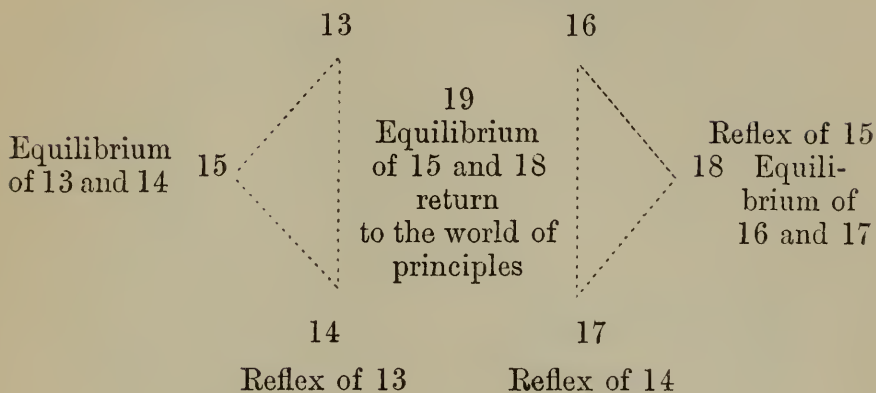 13
16
19
Equilibrium
of 13 and 14
15
Equilibrium
of 15 and 18
return
to the world of
principles
Reflex of 15
18 Equili-
brium of
16 and 17
14
17
Reflex of 13
Reflex of 14